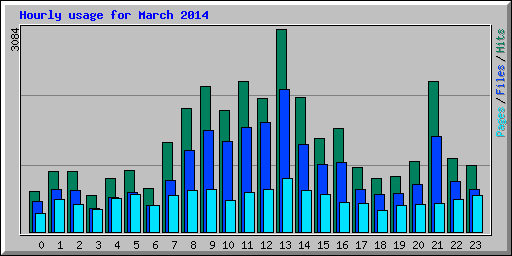 Hourly usage for March 2014
3084
Pages/Files/Hits
0 1 2 3 4 5 6 7 8 9 10 11 12 13 14 15 16 17 18 19 20 21 22 23